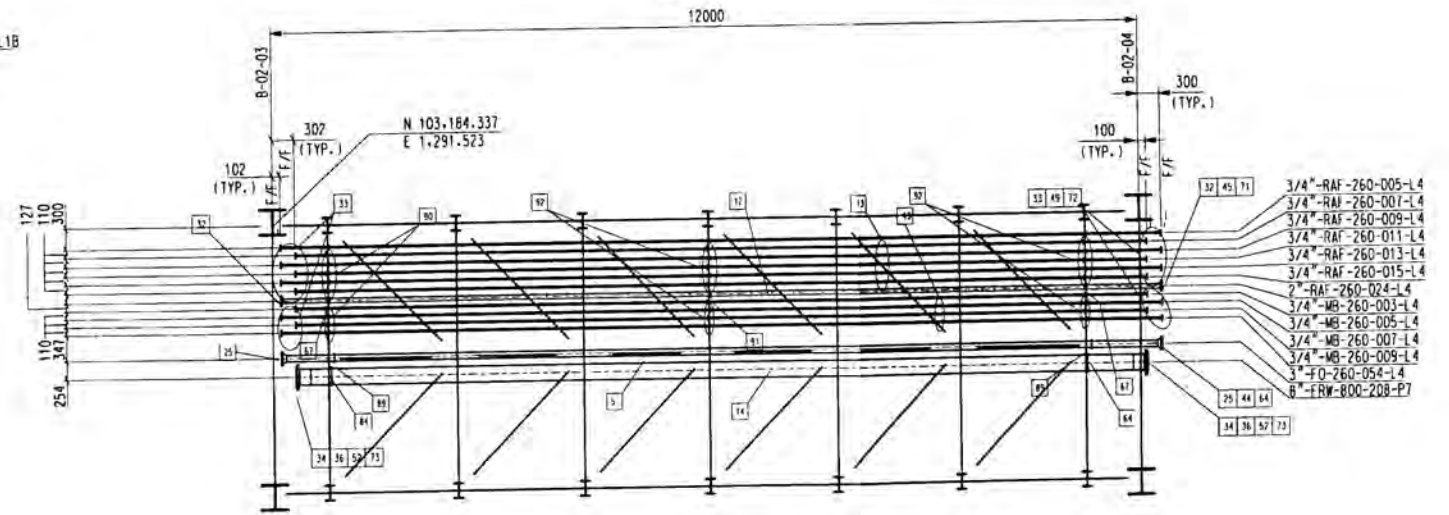 12000
L1B
B-02-03
B-02-04
300
(TYP.)
N 103,184.337
E 1,291.523
302
(TYP.)
F/F
100
(TYP.)
F/F
F/F
102
(TYP.)
F/F
32 45 71
3/4"-RAF-260-005-L4
3/4"-RAF-260-007-L4
3/4"-RAF-260-009-L4
3/4"-RAF-260-011-L4
3/4"-RAF-260-013-L4
3/4"-RAF-260-015-L4
2"-RAF-260-024-L4
3/4"-MB-260-003-L4
3/4"-MB-260-005-L4
3/4"-MB-260-007-L4
3/4"-MB-260-009-L4
3"-FO-260-054-L4
8"-FRW-800-208-P7
33
90
92
12
13
92
33 49 72
127
110
300
110
347
254
67
91
25
89
5
14
67
64
25 44 64
34 36 52 73
34 36 52 73